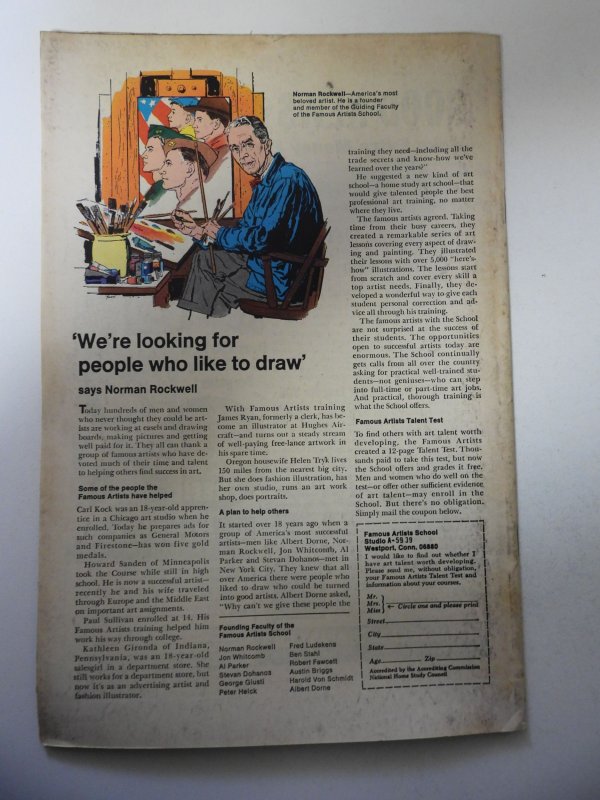 Norman Rockwell—America's most
beloved artist. He is a founder
and member of the Guiding Faculty
of the Famous Artists School.
'We're looking for
people who like to draw'
says Norman Rockwell
Today hundreds of men and women
who never thought they could be art-
ists are working at easels and drawing
boards, making pictures and getting
well paid for it. They all can thank a
group of famous artists who have de-
voted much of their time and talent
to helping others find success in art.
Some of the people the
Famous Artists have helped
Carl Kock was an 18-year-old appren-
tice in a Chicago art studio when he
enrolled. Today he prepares ads for
such companies as General Motors
and Firestone—has won five gold
medals.
Howard Sanden of Minneapolis
took the Course while still in high
school. He is now a successful artist—
recently he and his wife traveled
through Europe and the Middle East
on important art assignments.
Paul Sullivan enrolled at 14. His
Famous Artists training helped him
work his way through college.
Kathleen Gironda of Indiana,
Pennsylvania, was an 18-year-old
salesgirl in a department store. She
still works for a department store, but
now it's as an advertising artist and
fashion illustrator.
With Famous Artists training
James Ryan, formerly a clerk, has be-
come an illustrator at Hughes Air-
craft—and turns out a steady stream
of well-paying free-lance artwork in
his spare time.
Oregon housewife Helen Tryk lives
150 miles from the nearest big city.
But she does fashion illustration, has
her own studio, runs an art work
shop, does portraits.
A plan to help others
It started over 18 years ago when a
group of America's most successful
artists—men like Albert Dorne, Nor-
man Rockwell, Jon Whitcomb, Al
Parker and Stevan Dohanos—met in
New York City. They knew that all
over America there were people who
liked to draw who could be turned
into good artists. Albert Dorne asked,
"Why can't we give these people the
Founding Faculty of the
Famous Artists School
Norman Rockwell
Jon Whitcomb
Al Parker
Stevan Dohanos
George Giusti
Peter Helck
Fred Ludekens
Ben Stahl
Robert Fawcett
Austin Briggs
Harold Von Schmidt
Albert Dorne
training they need—including all the
trade secrets and know-how we've
learned over the years?"
He suggested a new kind of art
school—a home study art school—that
would give talented people the best
professional art training, no matter
where they live.
The famous artists agreed. Taking
time from their busy careers, they
created a remarkable series of art
lessons covering every aspect of draw-
ing and painting. They illustrated
their lessons with over 5,000 "here's-
how" illustrations. The lessons start
from scratch and cover every skill a
top artist needs. Finally, they de-
veloped a wonderful way to give each
student personal correction and ad-
vice all through his training.
The famous artists with the School
are not surprised at the success of
their students. The opportunities
open to successful artists today are
enormous. The School continually
gets calls from all over the country
asking for practical well-trained stu-
dents—not geniuses—who can step
into full-time or part-time art jobs.
And practical, thorough training is
what the School offers.
Famous Artists Talent Test
To find others with art talent worth
developing, the Famous Artists
created a 12-page Talent Test. Thou-
sands paid to take this test, but now
the School offers and grades it free.
Men and women who do well on the
test—or offer other sufficient evidence
of art talent—may enroll in the
School. But there's no obligation.
Simply mail the coupon below.
Famous Artists School
Studio A-5939
Westport, Conn. 06880
I would like to find out whether I
have art talent worth developing.
Please send me, without obligation,
your Famous Artists Talent Test and
information about your courses.
Mr.
Mrs. ← Circle one and please print
Miss
Street
City
State
Age Zip
Accredited by the Accrediting Commission
National Home Study Council